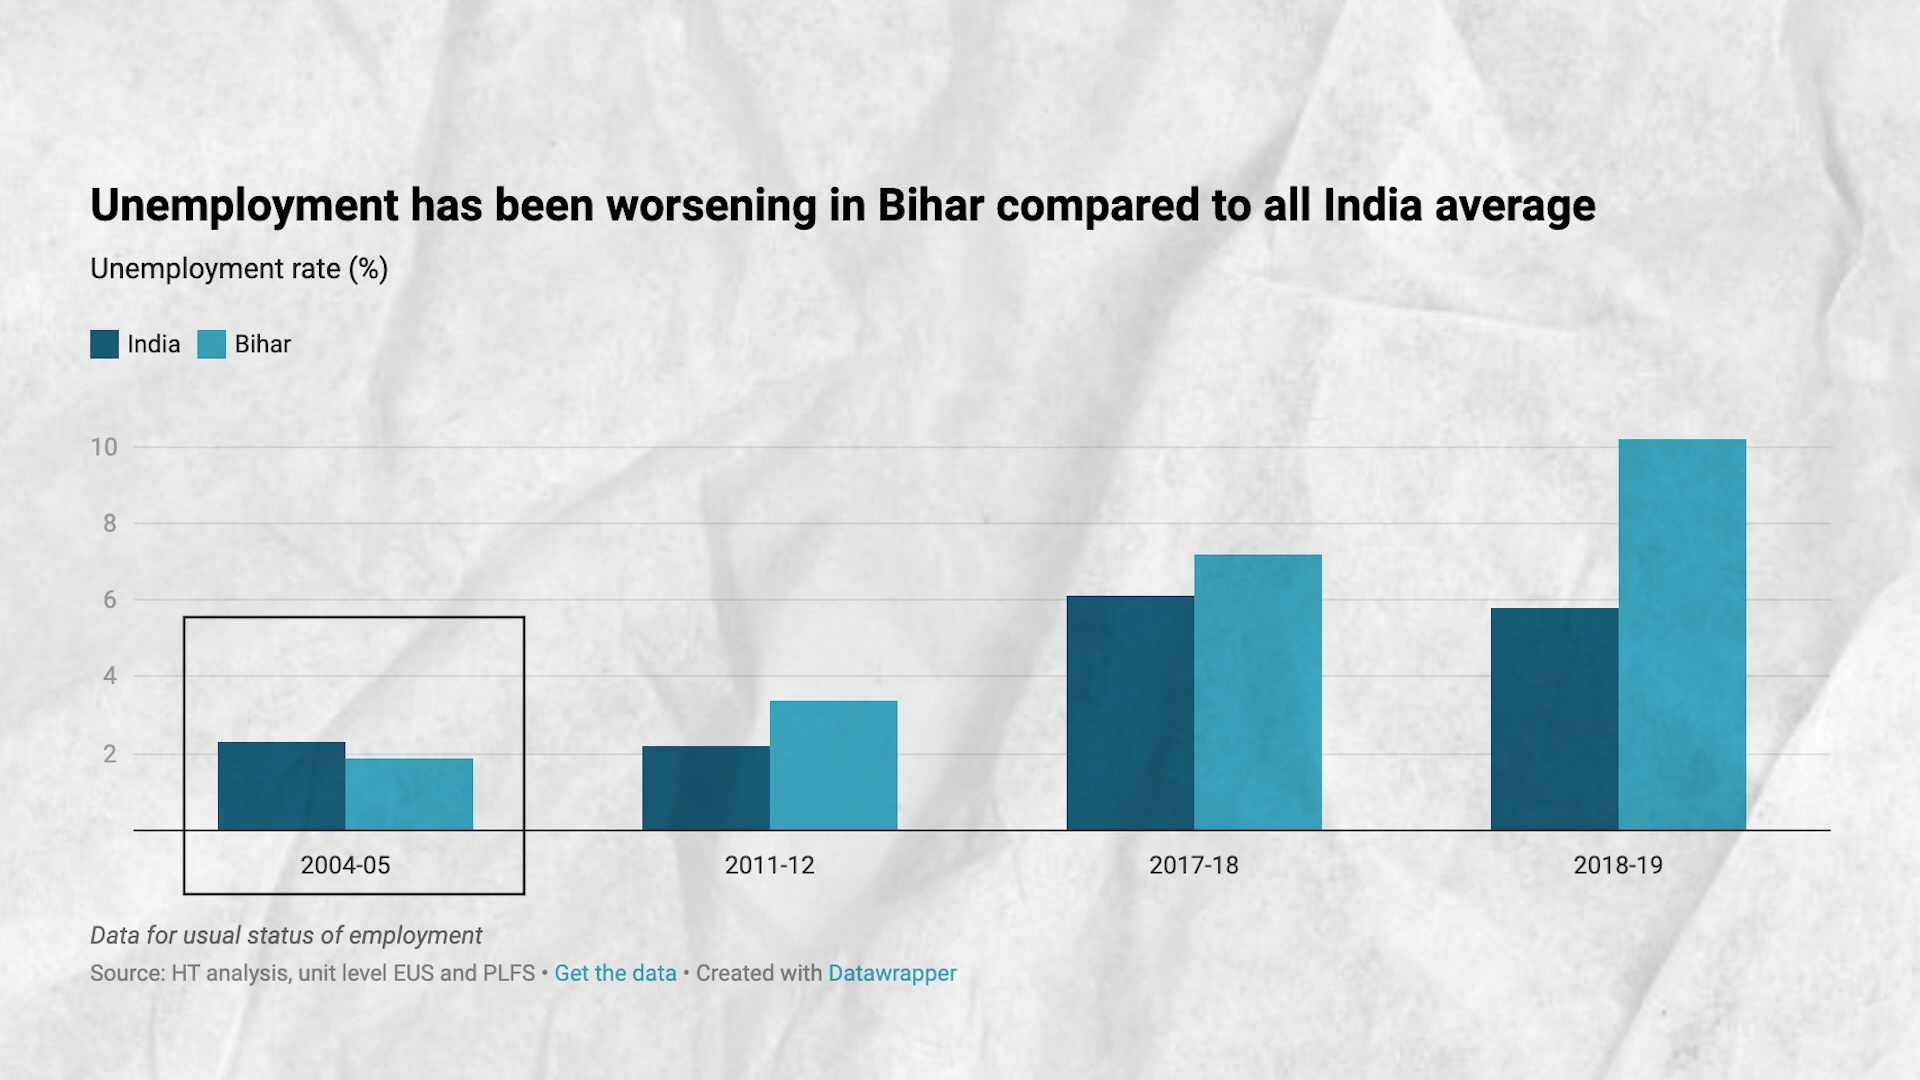 Unemployment has been worsening in Bihar compared to all India average
Unemployment rate (%)
India Bihar
10
8
6
4
2
2004-05 2011-12 2017-18 2018-19
Data for usual status of employment
Source: HT analysis, unit level EUS and PLFS • Get the data • Created with Datawrapper